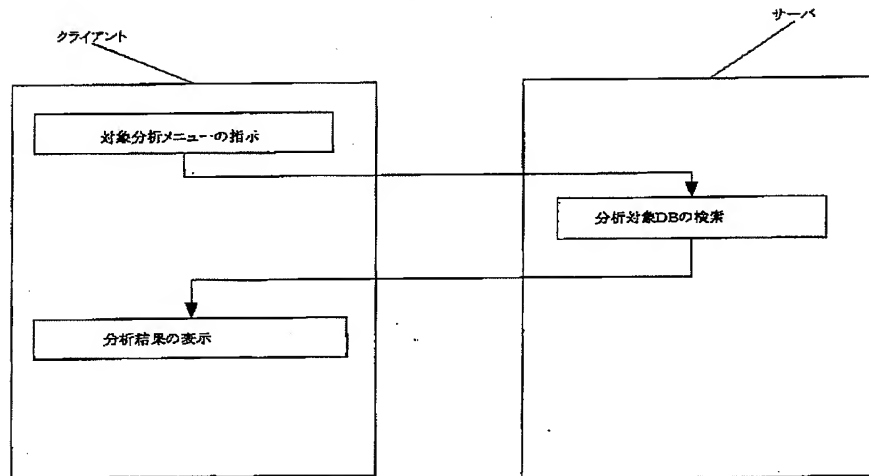 クライアント
サーバ
対象分析メニューの指示
分析対象DBの検索
分析結果の表示